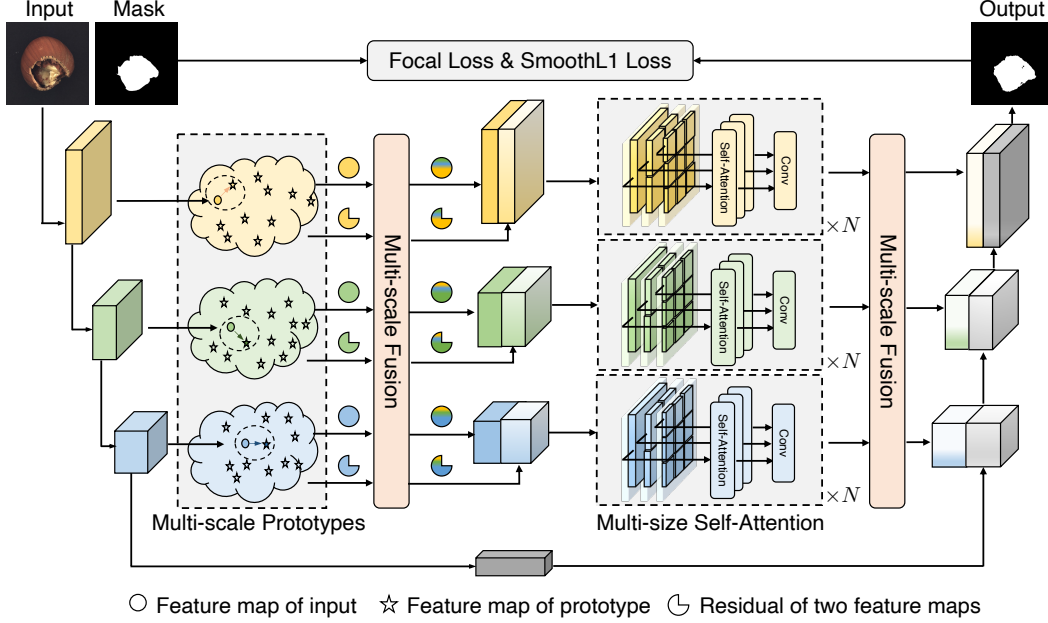 Input
Mask
Output
Focal Loss & SmoothL1 Loss
Multi-scale Fusion
Self-Attention
Conv
×N
Self-Attention
Conv
×N
Self-Attention
Conv
×N
Multi-scale Fusion
Multi-scale Prototypes
Multi-size Self-Attention
Feature map of input
Feature map of prototype
Residual of two feature maps